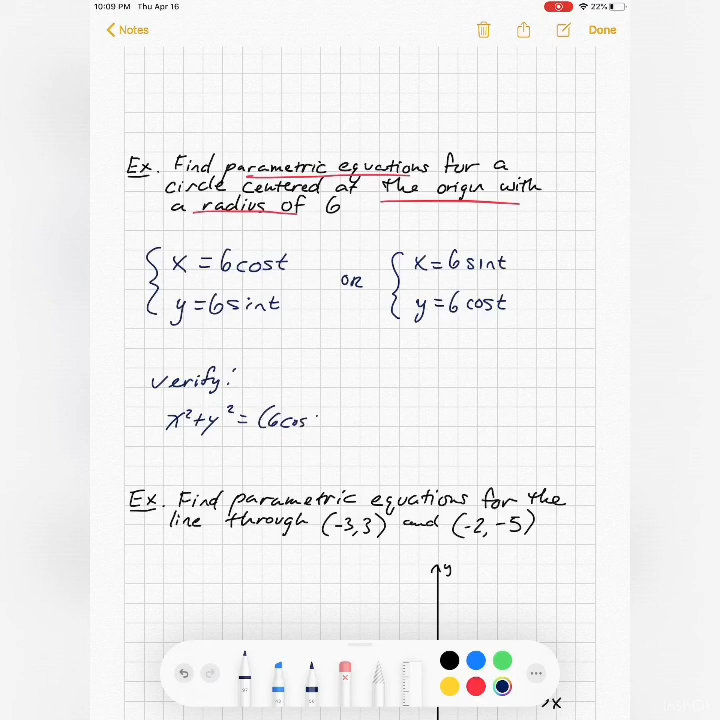 10:09 PM Thu Apr 16
22%
Notes
Done
Ex. Find parametric equations for a
circle centered at the origin with
a radius of 6
{ x = 6cost
y = 6sint
or
{ x = 6sint
y = 6cost
verify:
x²+y² = (6cos
Ex. Find parametric equations for the
line through (-3,3) and (-2,-5)
y
x